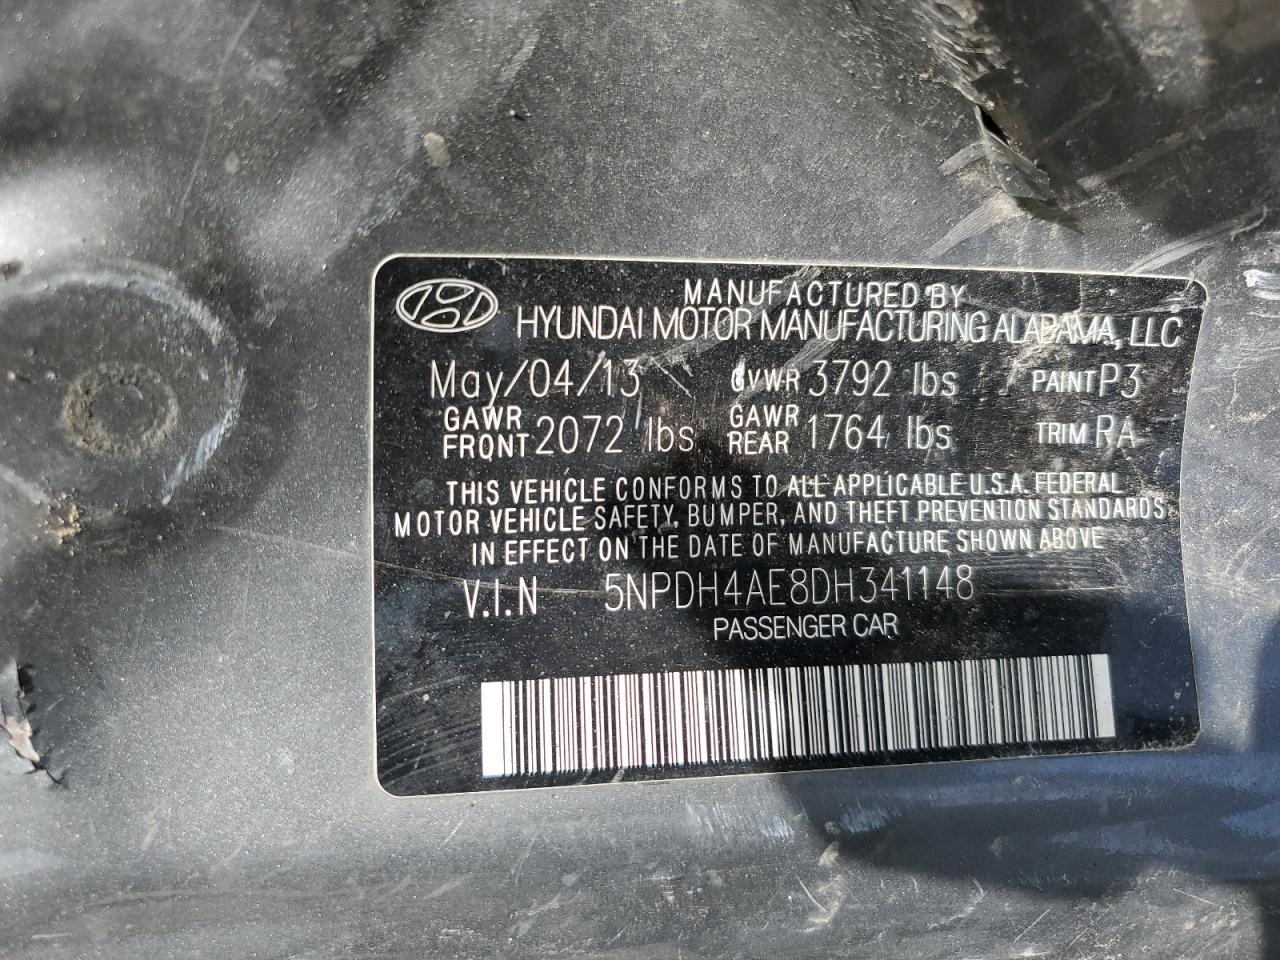 MANUFACTURED BY
HYUNDAI MOTOR MANUFACTURING ALABAMA, LLC
May/04/13 GVWR 3792 lbs PAINT P3
GAWR FRONT 2072 lbs GAWR REAR 1764 lbs TRIM RA
THIS VEHICLE CONFORMS TO ALL APPLICABLE U.S.A. FEDERAL
MOTOR VEHICLE SAFETY, BUMPER, AND THEFT PREVENTION STANDARDS
IN EFFECT ON THE DATE OF MANUFACTURE SHOWN ABOVE
V.I.N 5NPDH4AE8DH341148
PASSENGER CAR